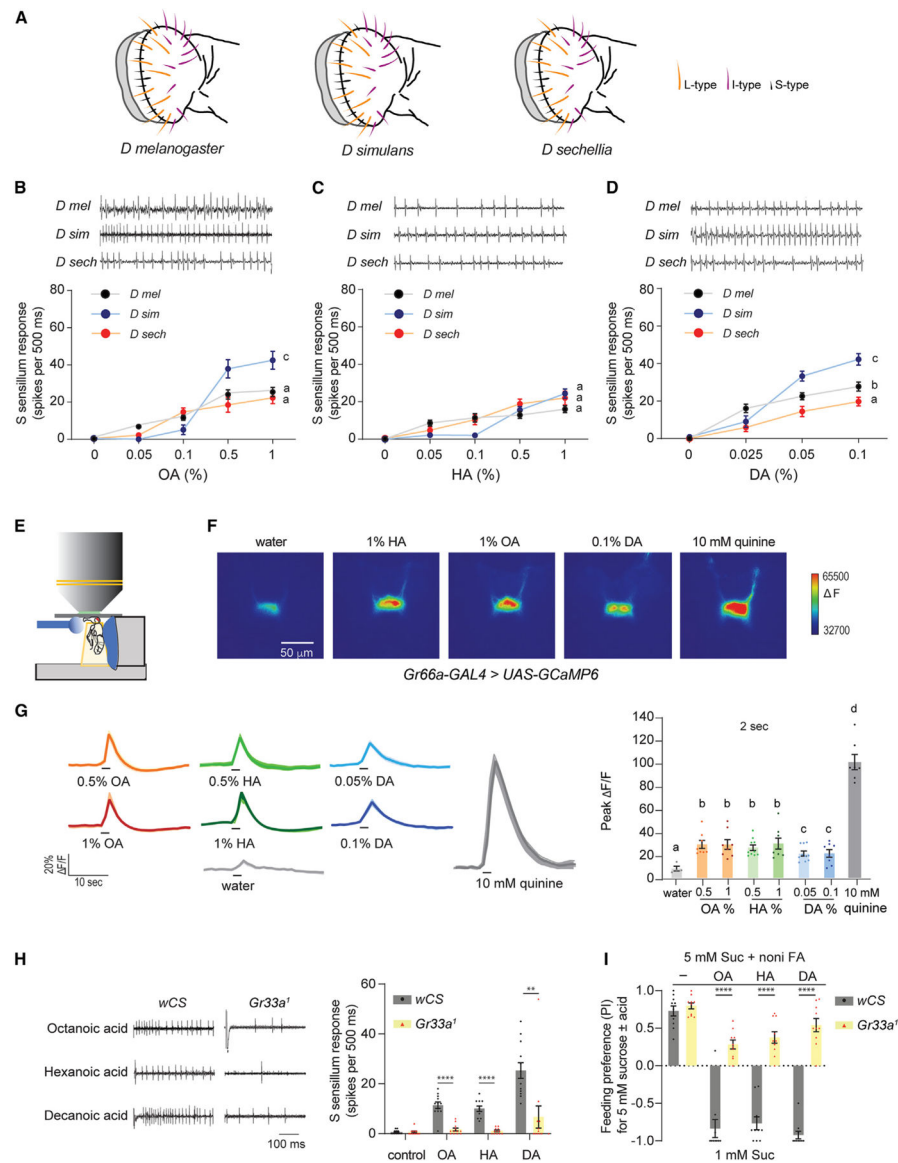 A
D melanogaster
D simulans
D sechellia
L-type I-type S-type
B
D mel
D sim
D sech
S sensillum response
(spikes per 500 ms)
80
60
40
20
0
D mel
D sim
D sech
c
a
a
0 0.05 0.1 0.5 1
OA (%)
C
D mel
D sim
D sech
S sensillum response
(spikes per 500 ms)
80
60
40
20
0
D mel
D sim
D sech
a
a
a
0 0.05 0.1 0.5 1
HA (%)
D
D mel
D sim
D sech
S sensillum response
(spikes per 500 ms)
80
60
40
20
0
D mel
D sim
D sech
c
b
a
0 0.025 0.05 0.1
DA (%)
E
F
water 1% HA 1% OA 0.1% DA 10 mM quinine
50 µm
65500
ΔF
32700
Gr66a-GAL4 > UAS-GCaMP6
G
0.5% OA 0.5% HA 0.05% DA
1% OA 1% HA 0.1% DA
20%
ΔF/F
10 sec
water
10 mM quinine
Peak ΔF/F
140
120
100
80
60
40
20
0
2 sec
a b b b b c c d
water 0.5 1 0.5 1 0.05 0.1 10 mM
OA % HA % DA % quinine
H
wCS Gr33a¹
Octanoic acid
Hexanoic acid
Decanoic acid
100 ms
S sensillum response
(spikes per 500 ms)
60
40
20
0
wCS
Gr33a¹
**** **** **
control OA HA DA
I
5 mM Suc + noni FA
– OA HA DA
**** **** ****
wCS
Gr33a¹
Feeding preference (PI)
for 5 mM sucrose ± acid
1.0
0.5
0.0
-0.5
-1.0
1 mM Suc